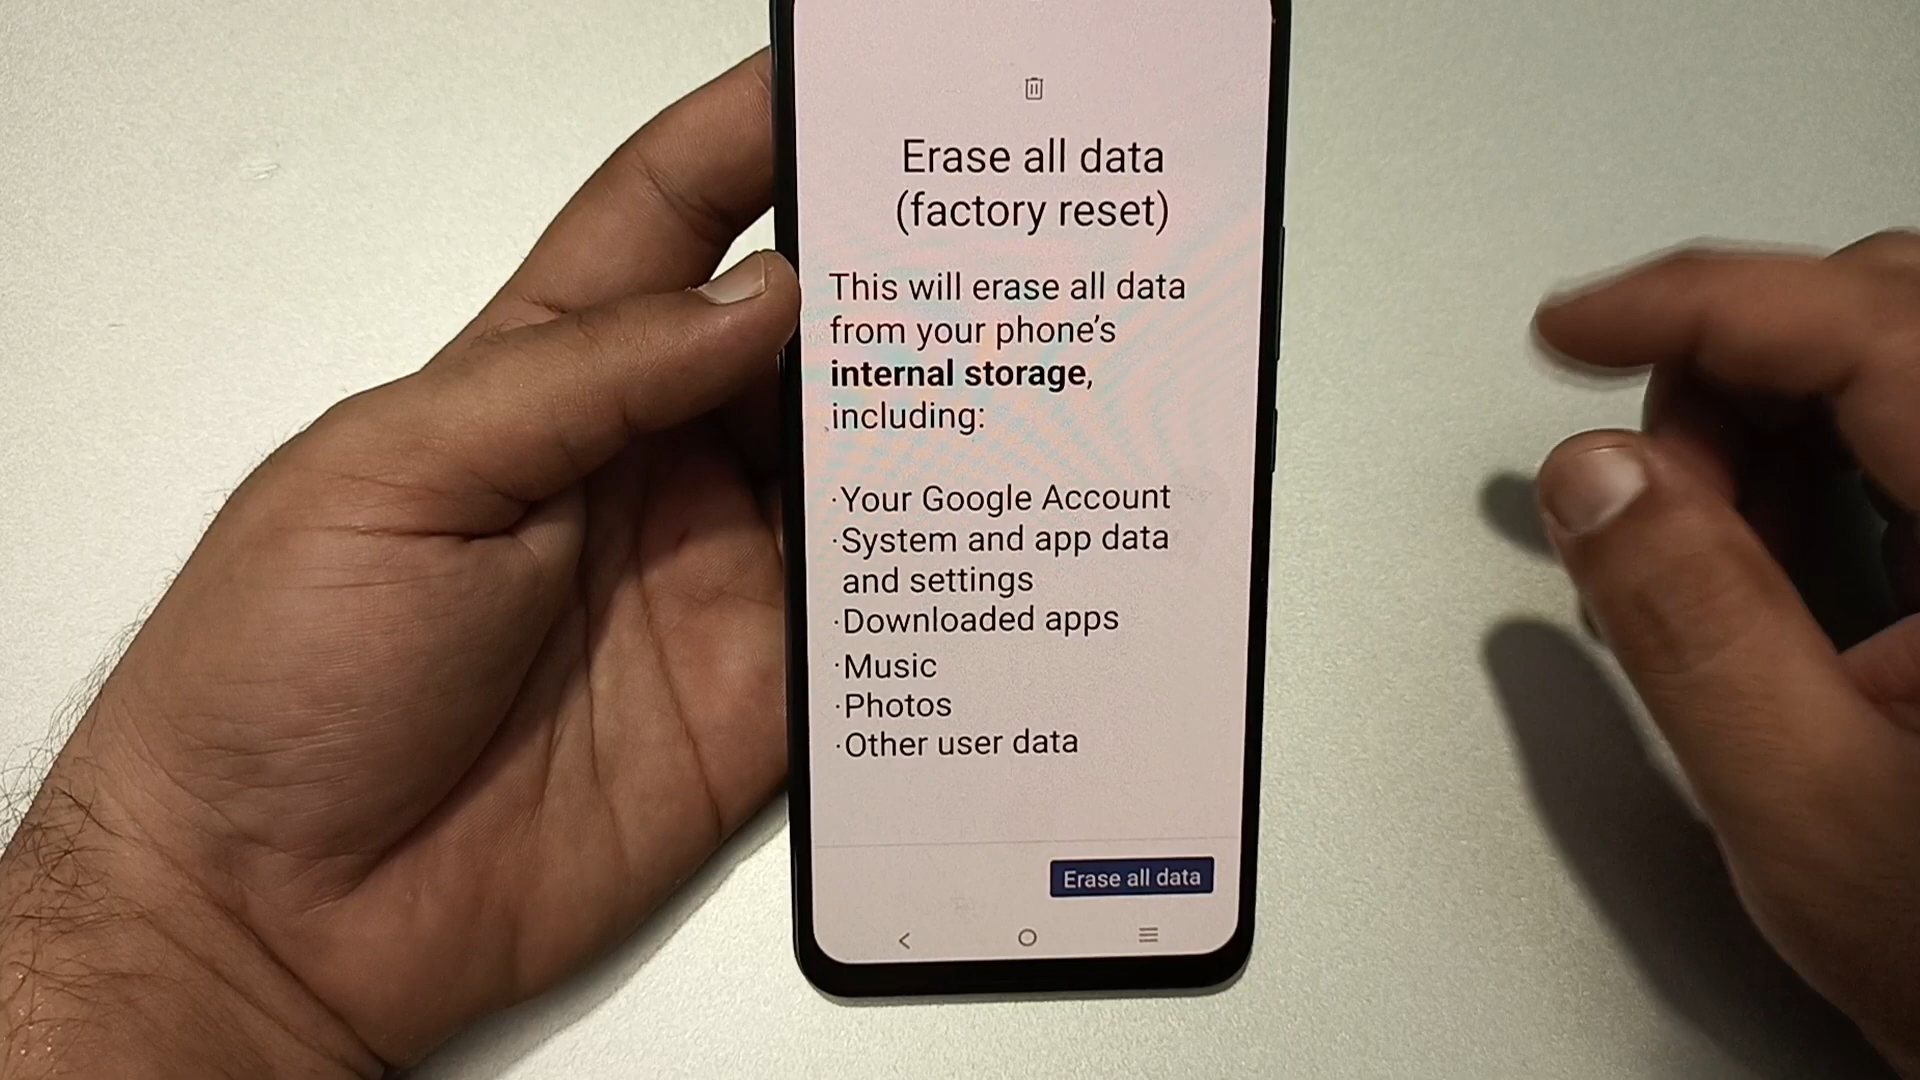 Erase all data
(factory reset)
This will erase all data
from your phone's
internal storage,
including:
·Your Google Account
·System and app data
and settings
·Downloaded apps
·Music
·Photos
·Other user data
Erase all data